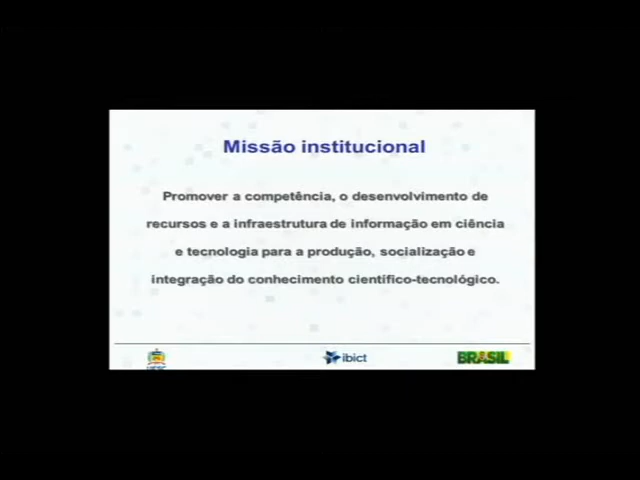 Missão institucional
Promover a competência, o desenvolvimento de
recursos e a infraestrutura de informação em ciência
e tecnologia para a produção, socialização e
integração do conhecimento científico-tecnológico.
ibict
BRASIL